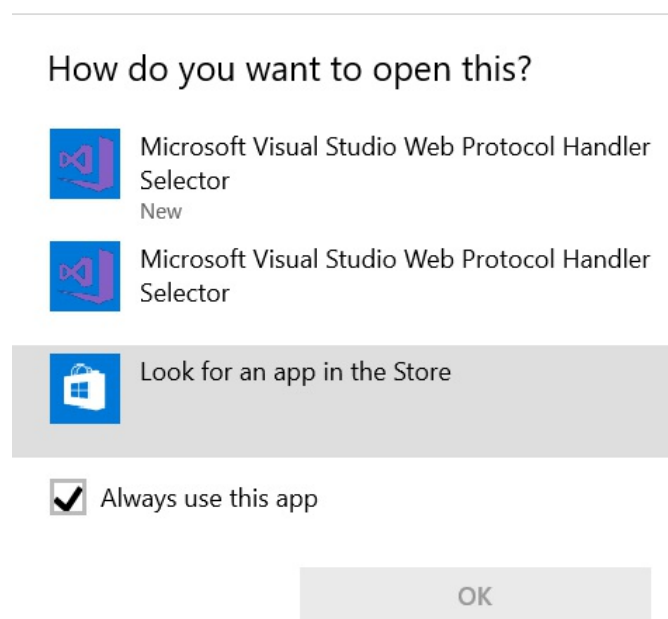 How do you want to open this?
Microsoft Visual Studio Web Protocol Handler
Selector
New
Microsoft Visual Studio Web Protocol Handler
Selector
Look for an app in the Store
Always use this app
OK